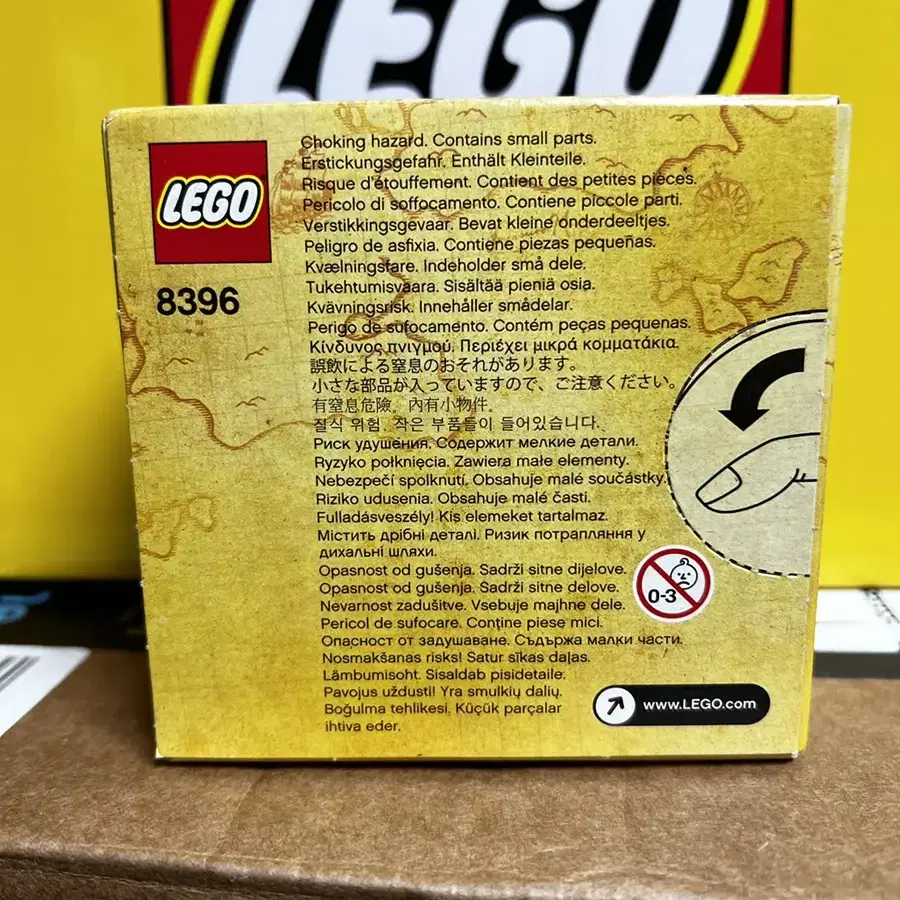 LEGO
LEGO
8396
Choking hazard. Contains small parts.
Erstickungsgefahr. Enthält Kleinteile.
Risque d'étouffement. Contient des petites pièces.
Pericolo di soffocamento. Contiene piccole parti.
Verstikkingsgevaar. Bevat kleine onderdeeltjes.
Peligro de asfixia. Contiene piezas pequeñas.
Kvælningsfare. Indeholder små dele.
Tukehtumisvaara. Sisältää pieniä osia.
Kvävningsrisk. Innehåller smådelar.
Perigo de sufocamento. Contém peças pequenas.
Κίνδυνος πνιγμού. Περιέχει μικρά κομματάκια.
誤飲による窒息のおそれがあります。
小さな部品が入っていますので、ご注意ください。
有窒息危險。內有小物件。
질식 위험. 작은 부품들이 들어있습니다.
Риск удушения. Содержит мелкие детали.
Ryzyko połknięcia. Zawiera małe elementy.
Nebezpečí spolknutí. Obsahuje malé součástky.
Riziko udusenia. Obsahuje malé časti.
Fulladásveszély! Kis elemeket tartalmaz.
Містить дрібні деталі. Ризик потрапляння у
дихальні шляхи.
Opasnost od gušenja. Sadrži sitne dijelove.
Opasnost od gušenja. Sadrži sitne delove.
Nevarnost zadušitve. Vsebuje majhne dele.
Pericol de sufocare. Conţine piese mici.
Опасност от задушаване. Съдържа малки части.
Nosmakšanas risks! Satur sīkas daļas.
Lämbumisoht. Sisaldab pisidetaile.
Pavojus uždusti! Yra smulkių dalių.
Boğulma tehlikesi. Küçük parçalar
ihtiva eder.
0-3
www.LEGO.com